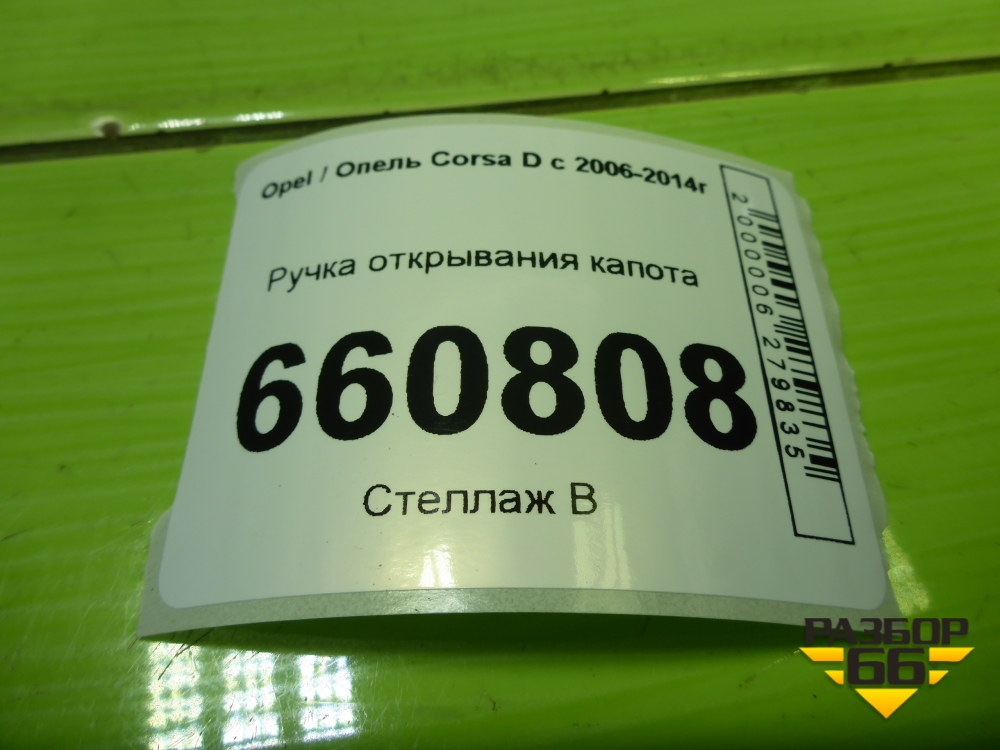 Opel / Опель Corsa D с 2006-2014г
Ручка открывания капота
660808
Стеллаж В
2000006279835
РАЗБОР
66